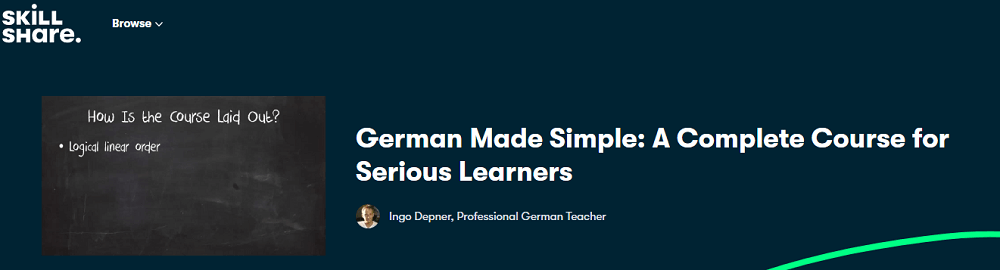 SKILL
SHare.
Browse
How Is the Course Laid Out?
• Logical linear order
German Made Simple: A Complete Course for
Serious Learners
Ingo Depner, Professional German Teacher